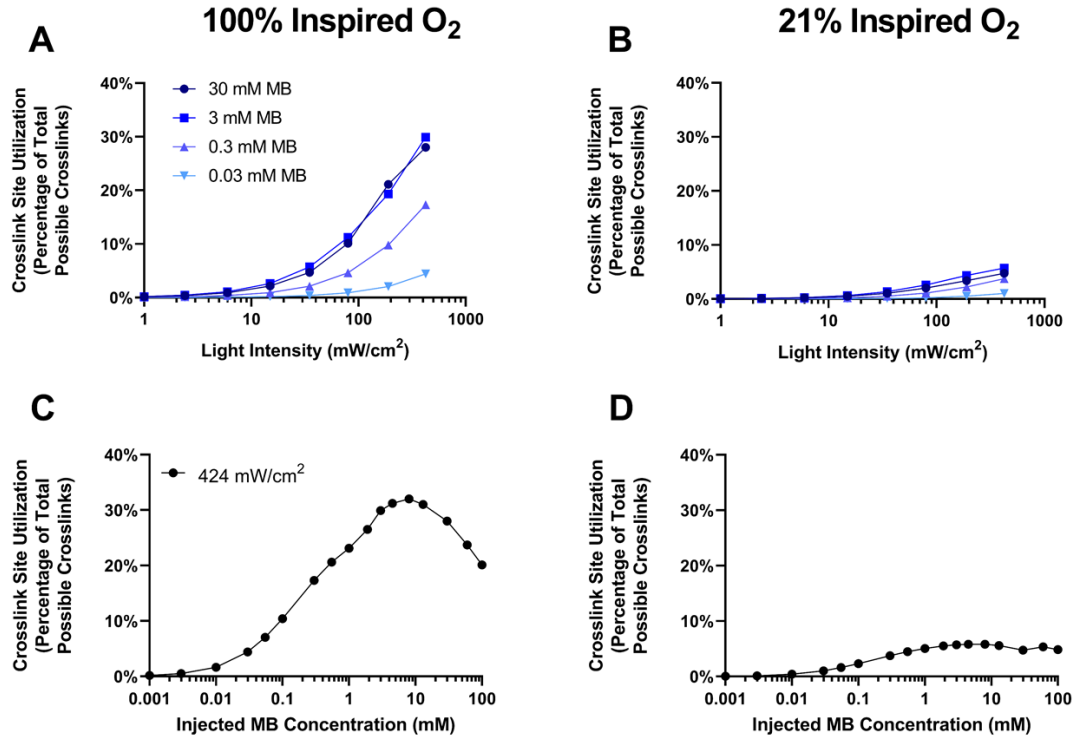 100% Inspired O2
21% Inspired O2
A
Crosslink Site Utilization
(Percentage of Total
Possible Crosslinks)
40%
30%
20%
10%
0%
30 mM MB
3 mM MB
0.3 mM MB
0.03 mM MB
1
10
100
1000
Light Intensity (mW/cm2)
B
Crosslink Site Utilization
(Percentage of Total
Possible Crosslinks)
40%
30%
20%
10%
0%
1
10
100
1000
Light Intensity (mW/cm2)
C
Crosslink Site Utilization
(Percentage of Total
Possible Crosslinks)
40%
30%
20%
10%
0%
424 mW/cm2
0.001
0.01
0.1
1
10
100
Injected MB Concentration (mM)
D
Crosslink Site Utilization
(Percentage of Total
Possible Crosslinks)
40%
30%
20%
10%
0%
0.001
0.01
0.1
1
10
100
Injected MB Concentration (mM)